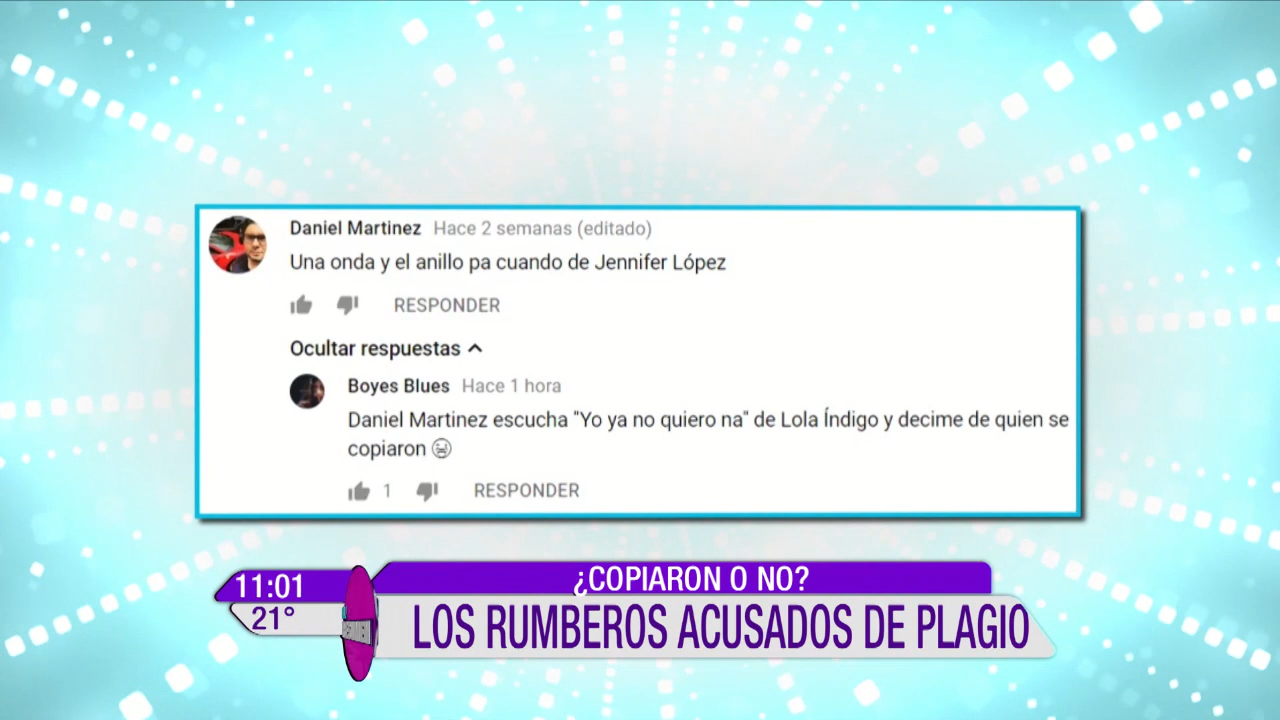 Daniel Martinez Hace 2 semanas (editado)
Una onda y el anillo pa cuando de Jennifer López
RESPONDER
Ocultar respuestas
Boyes Blues Hace 1 hora
Daniel Martinez escucha "Yo ya no quiero na" de Lola Índigo y decime de quien se
copiaron 😩
1 RESPONDER
11:01
¿COPIARON O NO?
21°
LOS RUMBEROS ACUSADOS DE PLAGIO